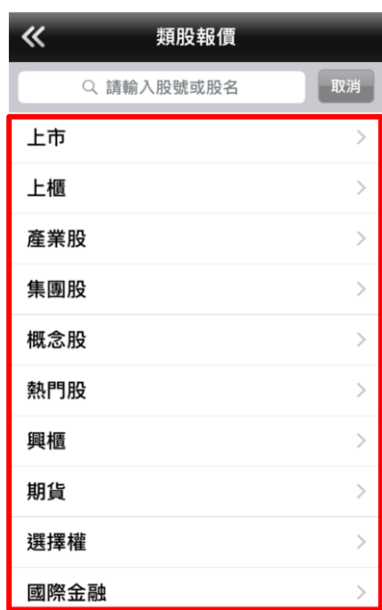 類股報價
請輸入股號或股名
取消
上市
上櫃
產業股
集團股
概念股
熱門股
興櫃
期貨
選擇權
國際金融